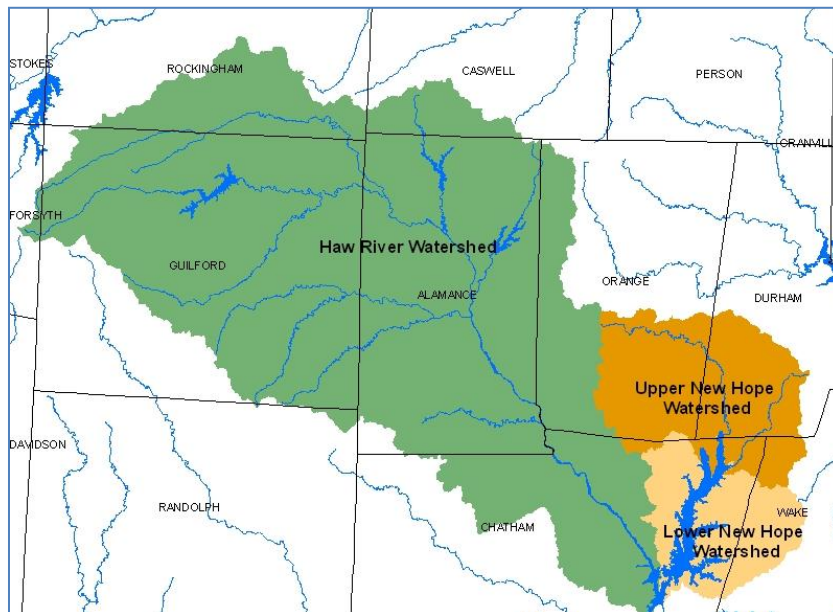 STOKES
ROCKINGHAM
CASWELL
PERSON
GRANVILL
FORSYTH
Haw River Watershed
GUILFORD
ORANGE
ALAMANCE
DURHAM
Upper New Hope
Watershed
DAVIDSON
RANDOLPH
CHATHAM
WAKE
Lower New Hope
Watershed